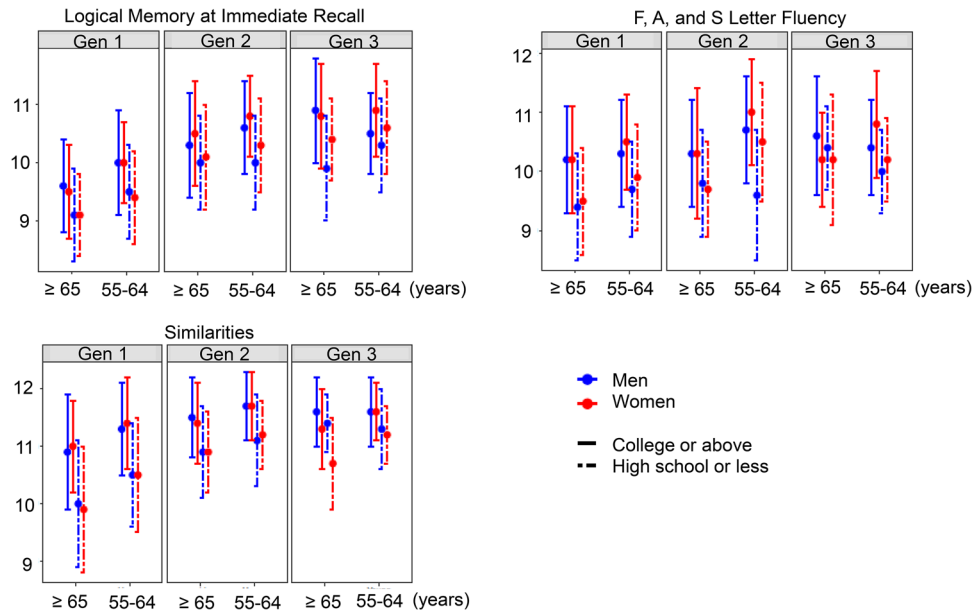 Logical Memory at Immediate Recall
Gen 1 Gen 2 Gen 3
11
10
9
≥ 65 55-64 ≥ 65 55-64 ≥ 65 55-64 (years)
F, A, and S Letter Fluency
Gen 1 Gen 2 Gen 3
12
11
10
9
≥ 65 55-64 ≥ 65 55-64 ≥ 65 55-64 (years)
Similarities
Gen 1 Gen 2 Gen 3
12
11
10
9
≥ 65 55-64 ≥ 65 55-64 ≥ 65 55-64 (years)
Men
Women
College or above
High school or less